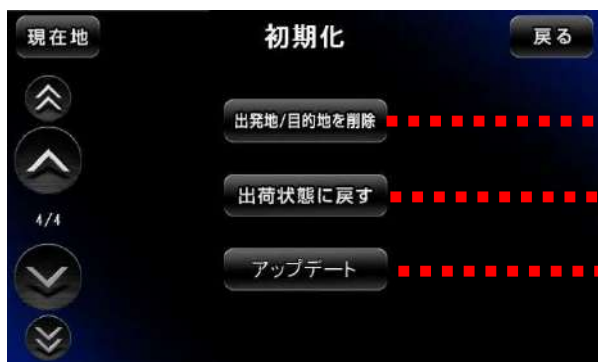 現在地 初期化 戻る
出発地/目的地を削除
出荷状態に戻す
4/4
アップデート